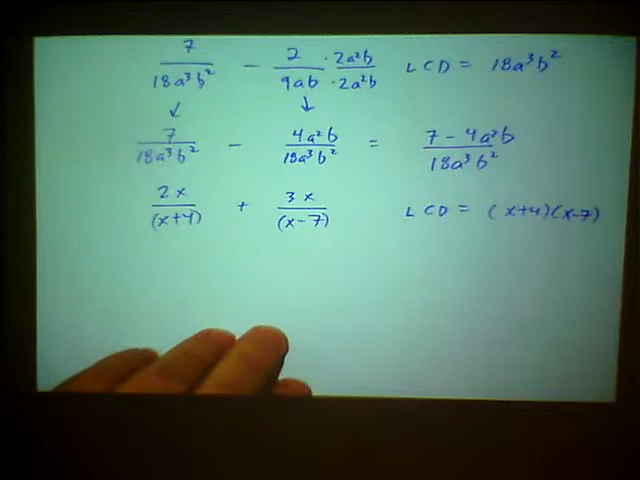 7/(18a³b²) - 2/(9ab) · 2a²b/· 2a²b LCD = 18a³b²
↙ ↓
7/(18a³b²) - 4a²b/(18a³b²) = (7 - 4a²b)/(18a³b²)
2x/(x+4) + 3x/(x-7) LCD = (x+4)(x-7)